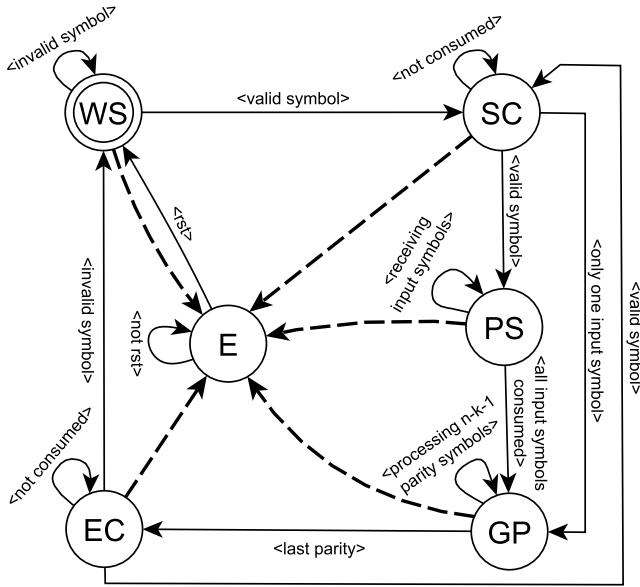 <invalid symbol>
<not consumed>
WS
<valid symbol>
SC
<valid symbol>
<rst>
<receiving
input symbols>
<only one input symbol>
<valid symbol>
<invalid symbol>
<not rst>
E
PS
<all input symbols
consumed>
<processing n-k-1
parity symbols>
<not consumed>
EC
<last parity>
GP